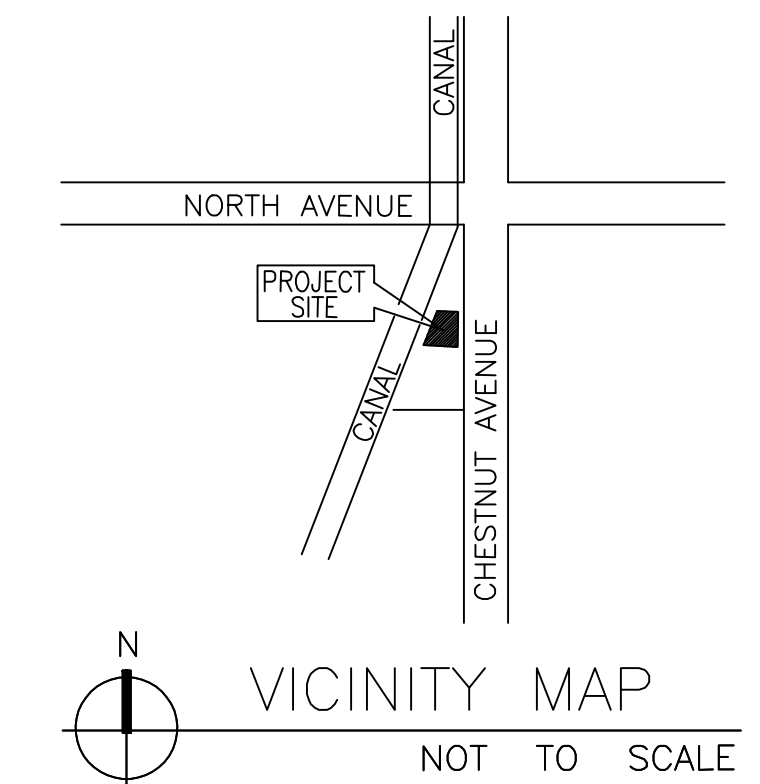 CANAL
NORTH AVENUE
PROJECT
SITE
CANAL
CHESTNUT AVENUE
N
VICINITY MAP
NOT TO SCALE